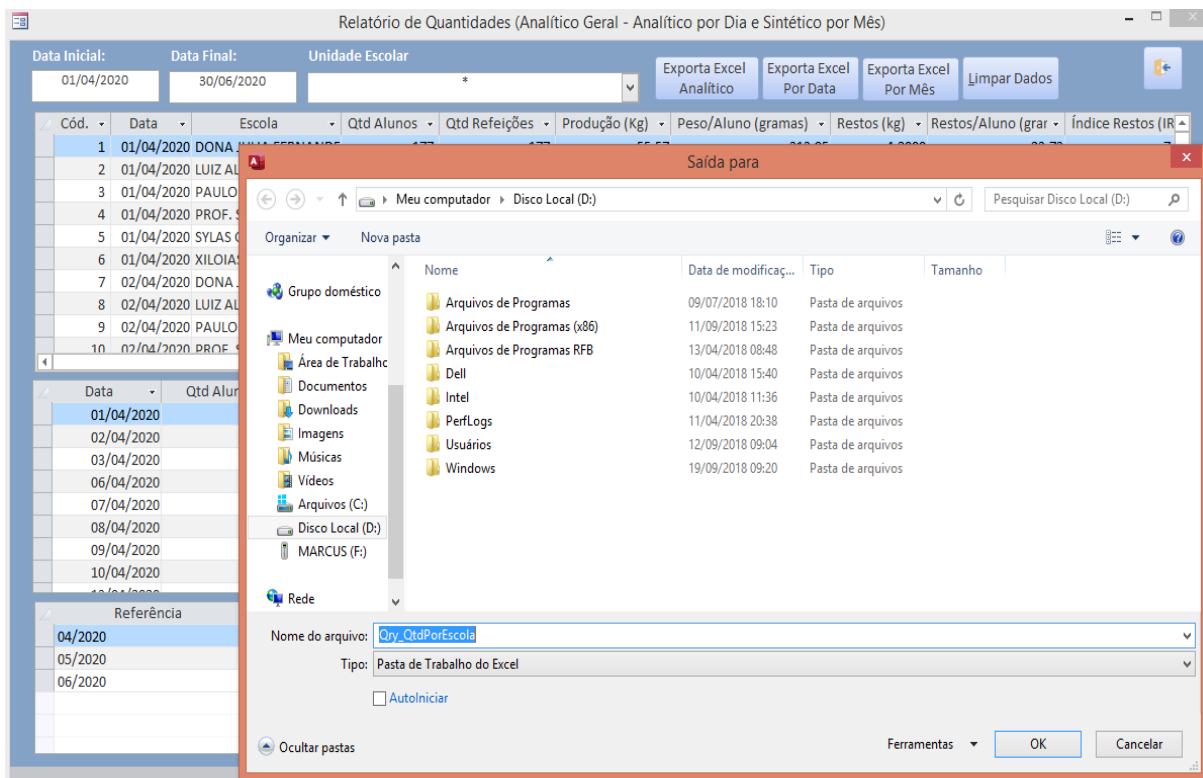 Relatório de Quantidades (Analítico Geral - Analítico por Dia e Sintético por Mês)
Data Inicial: Data Final: Unidade Escolar
01/04/2020 30/06/2020 *
Exporta Excel Analítico
Exporta Excel Por Data
Exporta Excel Por Mês
Limpar Dados
Cód. Data Escola Qtd Alunos Qtd Refeições Produção (Kg) Peso/Aluno (gramas) Restos (kg) Restos/Aluno (grar Índice Restos (IR
1 01/04/2020 DONA JULIA FERNANDE 177 177
2 01/04/2020 LUIZ AL
3 01/04/2020 PAULO
4 01/04/2020 PROF. S
5 01/04/2020 SYLAS
6 01/04/2020 XILOIAS
7 02/04/2020 DONA J
8 02/04/2020 LUIZ AL
9 02/04/2020 PAULO
10 02/04/2020 PROF. S
Data Qtd Alun
01/04/2020
02/04/2020
03/04/2020
06/04/2020
07/04/2020
08/04/2020
09/04/2020
10/04/2020
Referência
04/2020
05/2020
06/2020
Saída para
Meu computador Disco Local (D:)
Pesquisar Disco Local (D:)
Organizar Nova pasta
Grupo doméstico
Meu computador
Área de Trabalho
Documentos
Downloads
Imagens
Músicas
Vídeos
Arquivos (C:)
Disco Local (D:)
MARCUS (F:)
Rede
Nome Data de modificaç... Tipo Tamanho
Arquivos de Programas 09/07/2018 18:10 Pasta de arquivos
Arquivos de Programas (x86) 11/09/2018 15:23 Pasta de arquivos
Arquivos de Programas RFB 13/04/2018 08:48 Pasta de arquivos
Dell 10/04/2018 15:40 Pasta de arquivos
Intel 10/04/2018 11:36 Pasta de arquivos
PerfLogs 11/04/2018 20:38 Pasta de arquivos
Usuários 12/09/2018 09:04 Pasta de arquivos
Windows 19/09/2018 09:20 Pasta de arquivos
Nome do arquivo: Qry_QtdPorEscola
Tipo: Pasta de Trabalho do Excel
AutoIniciar
Ocultar pastas
Ferramentas OK Cancelar